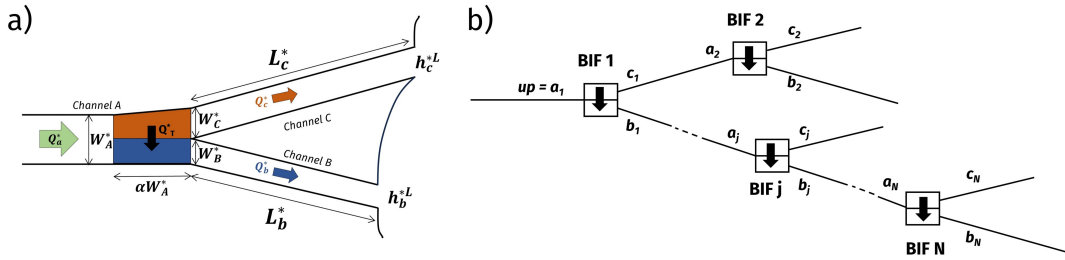 a)
Channel A
Q*a
W*A
αW*A
Q*T
L*c
Q*c
W*C
Channel C
h*Lc
W*B
Channel B
Q*b
L*b
h*Lb
b)
BIF 1
up = a1
c1
b1
BIF 2
a2
c2
b2
aj
cj
bj
BIF j
aN
cN
bN
BIF N